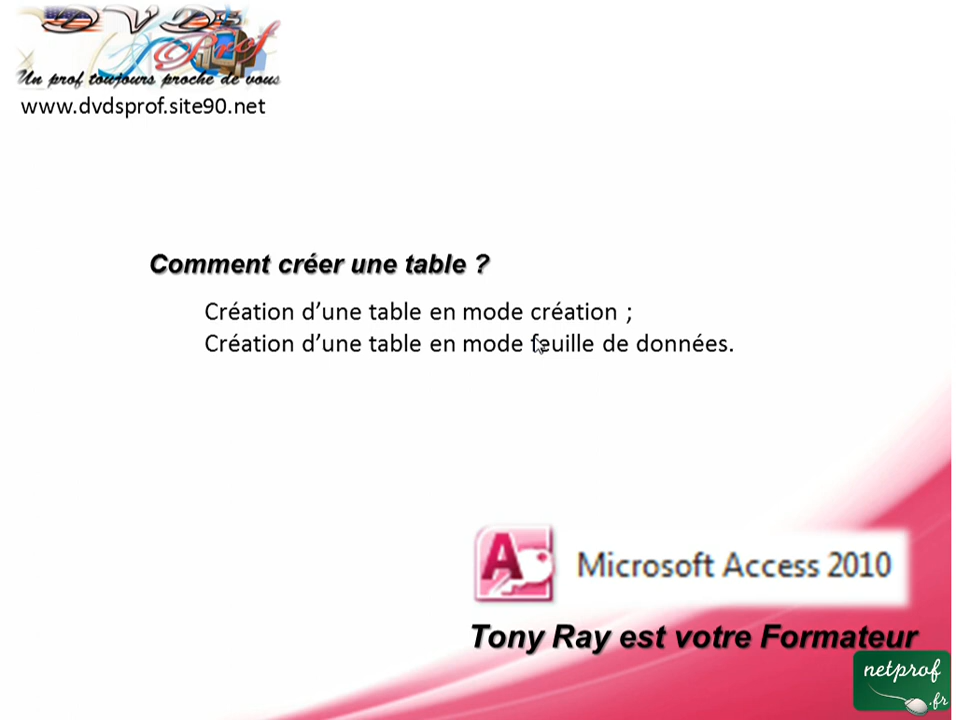 DVDs
Prof
Un prof toujours proche de vous
www.dvdsprof.site90.net
Comment créer une table ?
Création d’une table en mode création ;
Création d’une table en mode feuille de données.
A
Microsoft Access 2010
Tony Ray est votre Formateur
netprof
.fr